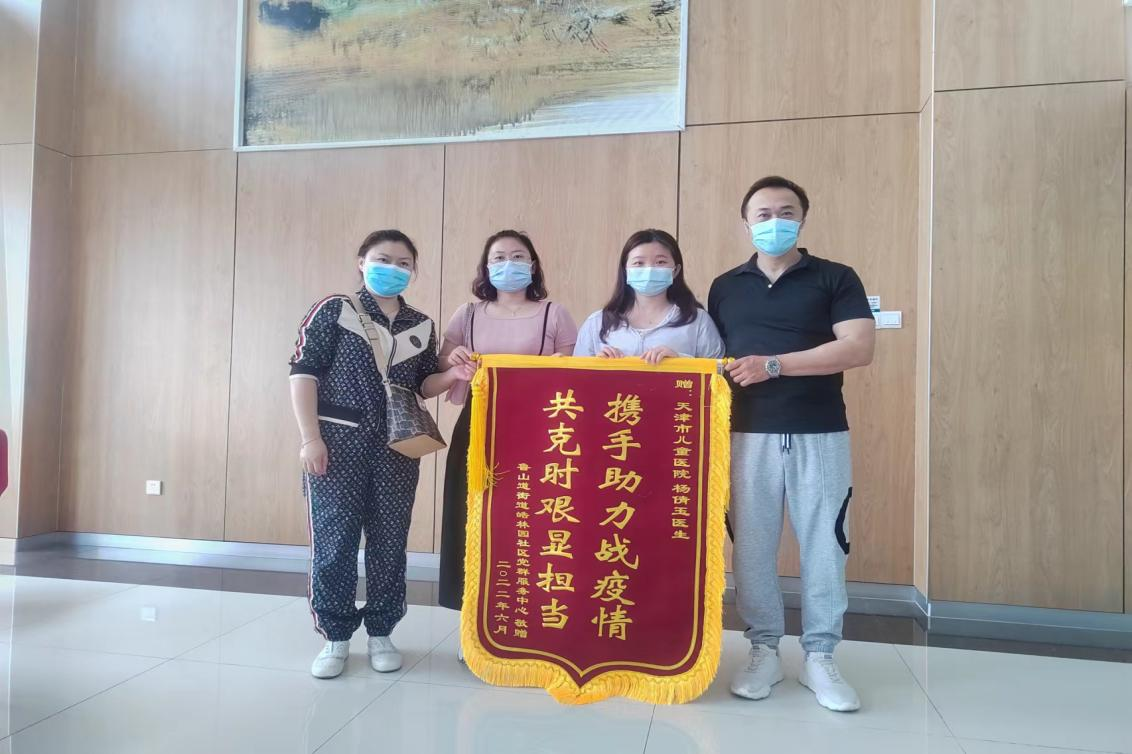 赠：天津市儿童医院 杨倩玉医生
携手助力战疫情
共克时艰显担当
鲁山道街道皓林园社区党群服务中心 敬赠
二〇二二年六月